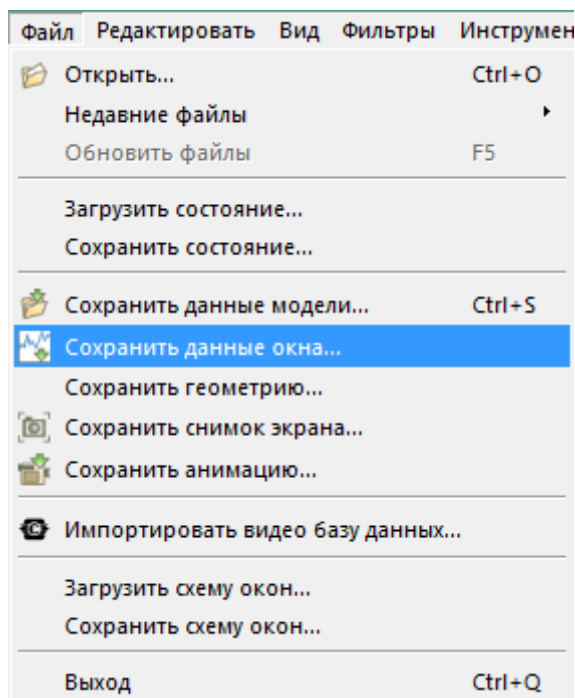 Файл Редактировать Вид Фильтры Инструмен
Открыть... Ctrl+O
Недавние файлы
Обновить файлы F5
Загрузить состояние...
Сохранить состояние...
Сохранить данные модели... Ctrl+S
Сохранить данные окна...
Сохранить геометрию...
Сохранить снимок экрана...
Сохранить анимацию...
Импортировать видео базу данных...
Загрузить схему окон...
Сохранить схему окон...
Выход Ctrl+Q